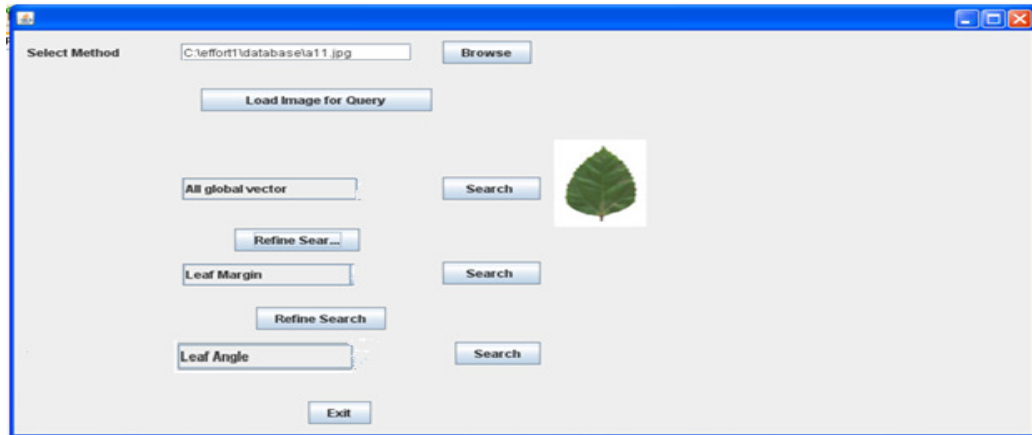 Select Method C:\effort1\database\a11.jpg Browse
Load Image for Query
All global vector Search
Refine Sear...
Leaf Margin Search
Refine Search
Leaf Angle Search
Exit